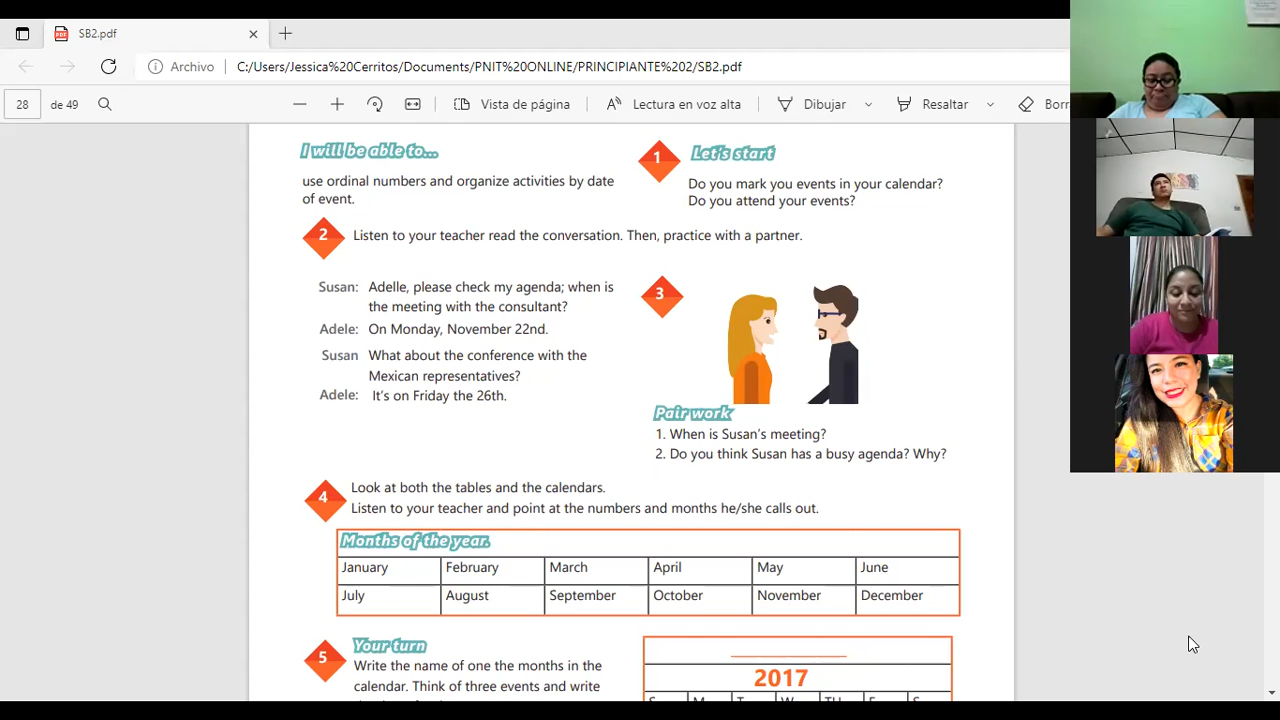 SB2.pdf
Archivo C:/Users/Jessica%20Cerritos/Documents/PNIT%20ONLINE/PRINCIPIANTE%202/SB2.pdf
28 de 49 Vista de página Lectura en voz alta Dibujar Resaltar Borr
I will be able to...
use ordinal numbers and organize activities by date
of event.
1 Let's start
Do you mark you events in your calendar?
Do you attend your events?
2 Listen to your teacher read the conversation. Then, practice with a partner.
Susan: Adelle, please check my agenda; when is
the meeting with the consultant?
Adele: On Monday, November 22nd.
Susan What about the conference with the
Mexican representatives?
Adele: It's on Friday the 26th.
3
Pair work
1. When is Susan's meeting?
2. Do you think Susan has a busy agenda? Why?
4 Look at both the tables and the calendars.
Listen to your teacher and point at the numbers and months he/she calls out.
Months of the year.
January February March April May June
July August September October November December
5 Your turn
Write the name of one the months in the
calendar. Think of three events and write
2017
S M T W TH F S